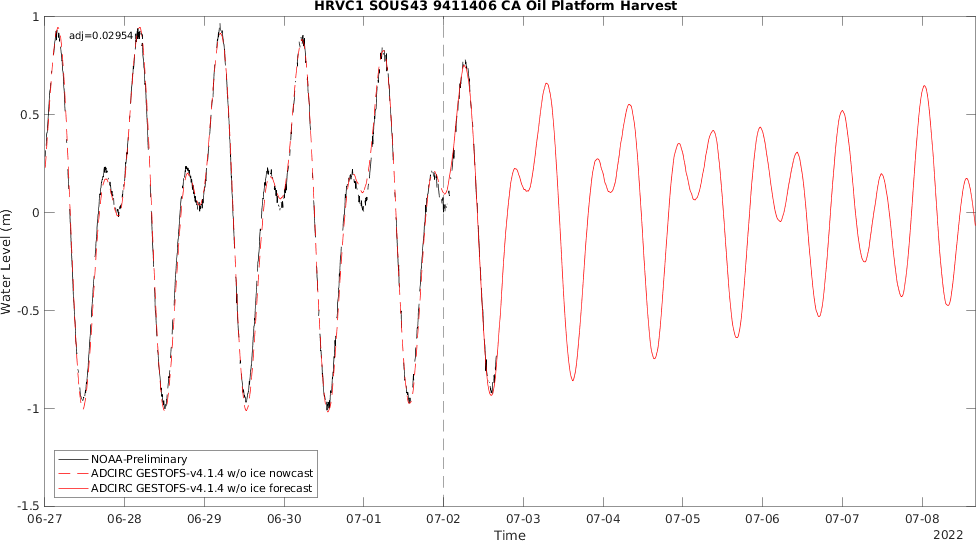 HRVC1 SOUS43 9411406 CA Oil Platform Harvest
adj=0.02954
1
0.5
0
-0.5
-1
-1.5
Water Level (m)
NOAA-Preliminary
ADCIRC GESTOFS-v4.1.4 w/o ice nowcast
ADCIRC GESTOFS-v4.1.4 w/o ice forecast
06-27 06-28 06-29 06-30 07-01 07-02 07-03 07-04 07-05 07-06 07-07 07-08
Time
2022